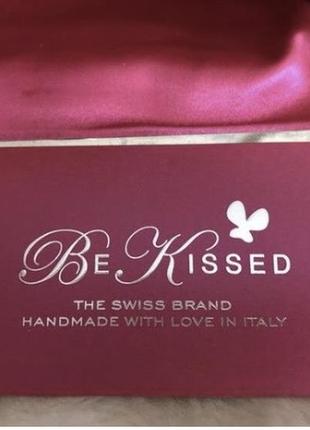 BE KISSED
THE SWISS BRAND
HANDMADE WITH LOVE IN ITALY